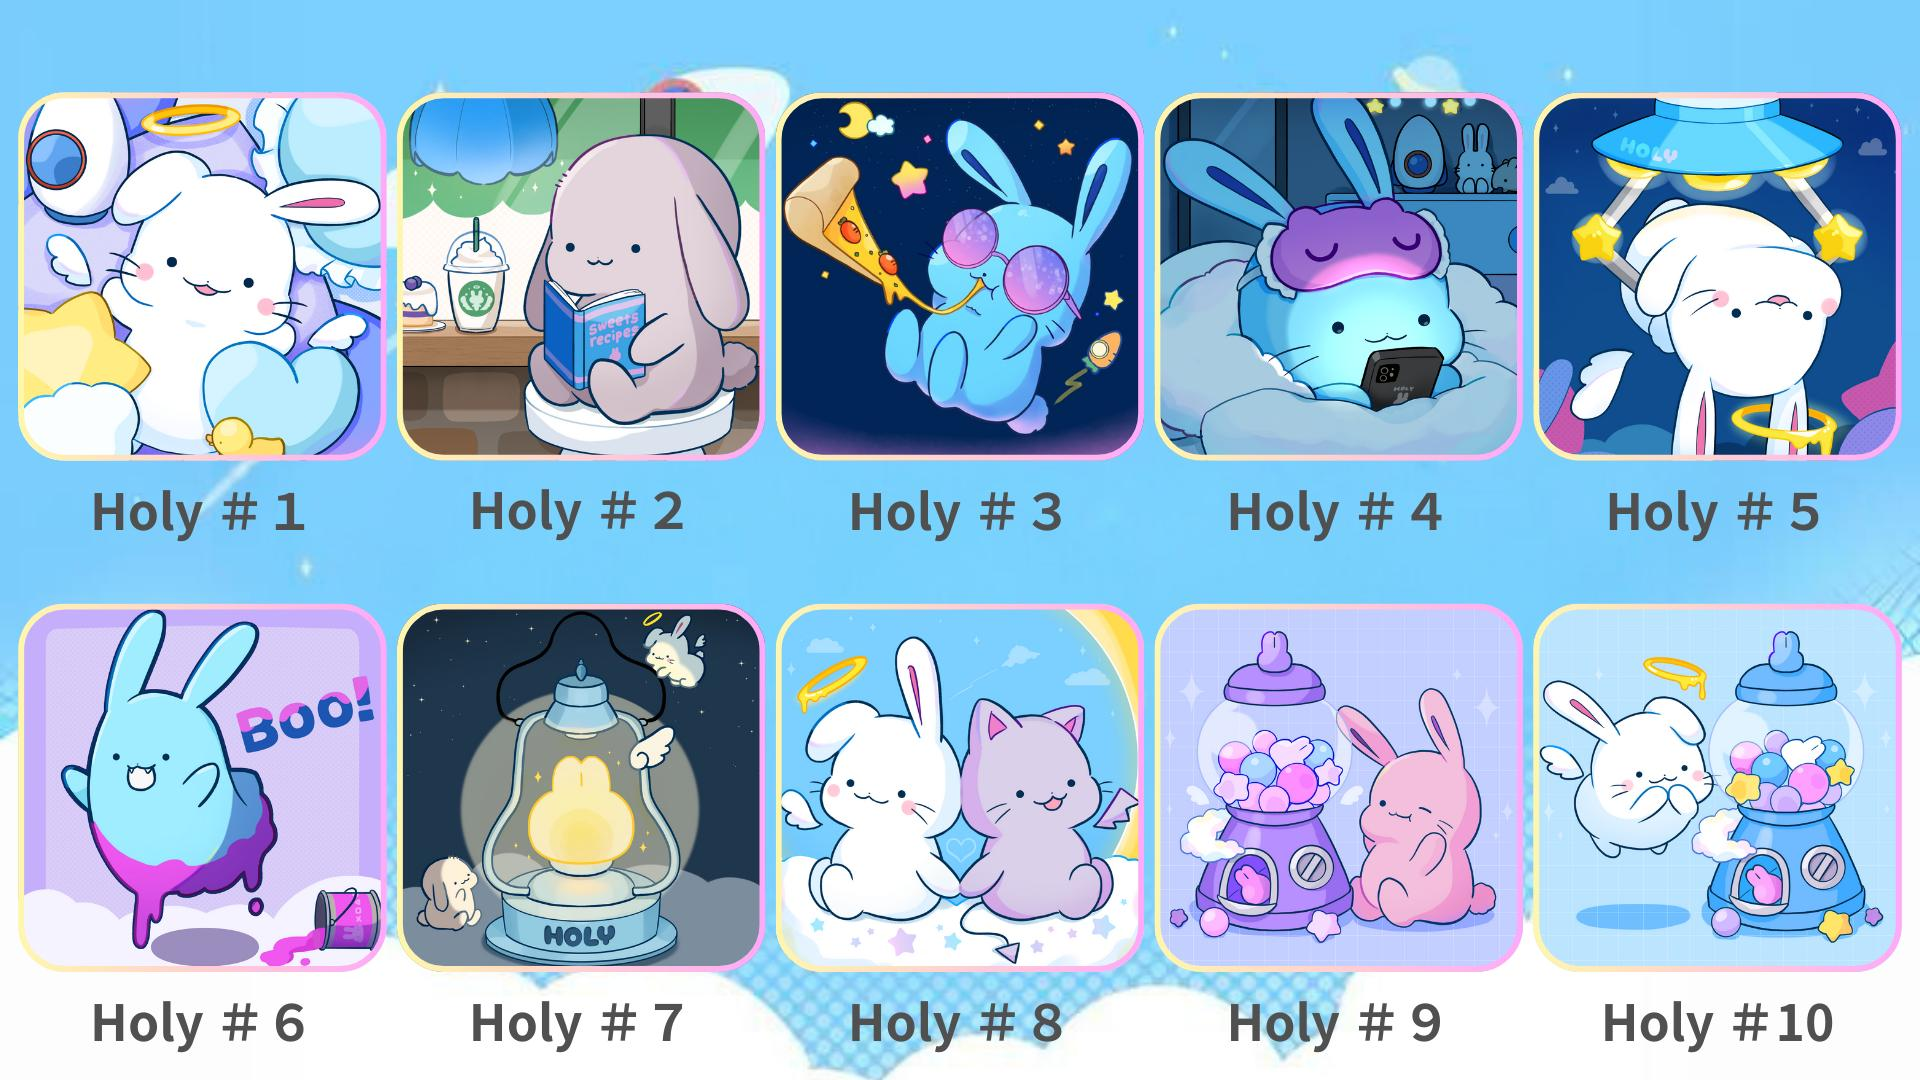 HOLY
sweets
recipes
HOLY
Holy # 1
Holy # 2
Holy # 3
Holy # 4
Holy # 5
Boo!
HOLY
Holy # 6
Holy # 7
Holy # 8
Holy # 9
Holy #10